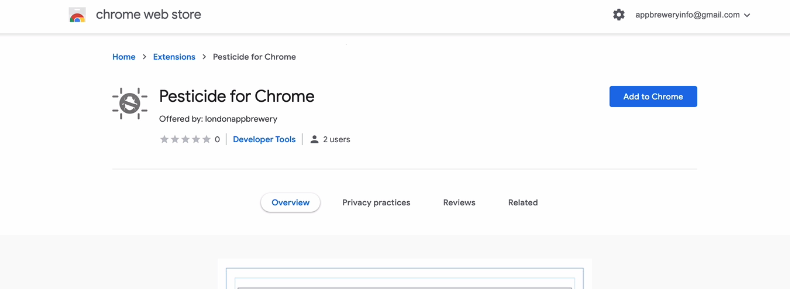 chrome web store
appbreweryinfo@gmail.com
Home > Extensions > Pesticide for Chrome
Pesticide for Chrome
Add to Chrome
Offered by: londonappbrewery
0 Developer Tools 2 users
Overview Privacy practices Reviews Related